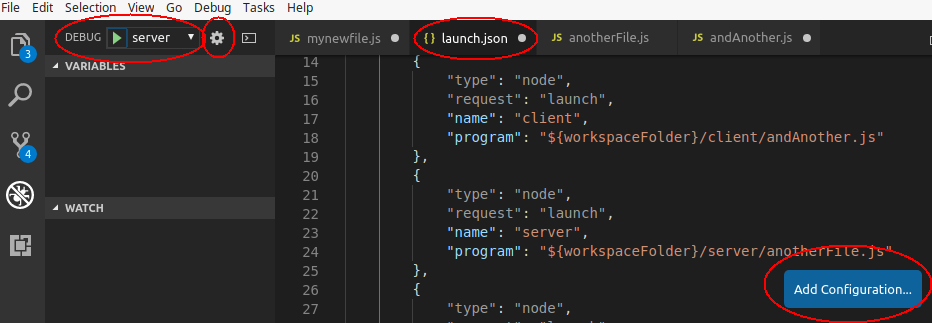 File Edit Selection View Go Debug Tasks Help
DEBUG server
mynewfile.js launch.json anotherFile.js andAnother.js
3
4
VARIABLES
WATCH
14 {
15 "type": "node",
16 "request": "launch",
17 "name": "client",
18 "program": "${workspaceFolder}/client/andAnother.js"
19 },
20 {
21 "type": "node",
22 "request": "launch",
23 "name": "server",
24 "program": "${workspaceFolder}/server/anotherFile.js"
25 },
26 {
27 "type": "node",
Add Configuration...